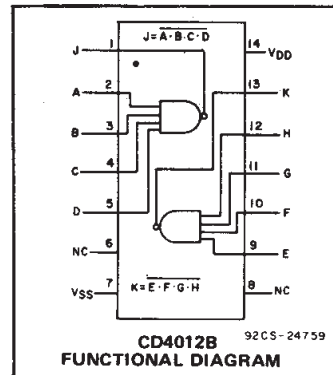 J=A·B·C·D
J 1
14 VDD
A 2
13 K
B 3
12 H
C 4
11 G
D 5
10 F
NC 6
9 E
VSS 7
8 NC
K=E·F·G·H
92CS-24759
CD4012B
FUNCTIONAL DIAGRAM